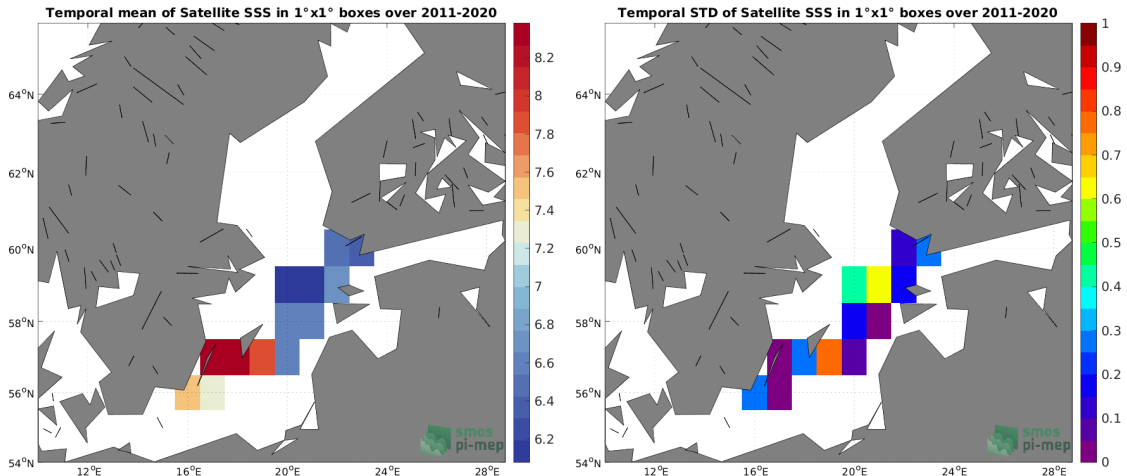 Temporal mean of Satellite SSS in 1°x1° boxes over 2011-2020
64°N
62°N
60°N
58°N
56°N
54°N
12°E
16°E
20°E
24°E
28°E
8.2
8
7.8
7.6
7.4
7.2
7
6.8
6.6
6.4
6.2
smos
pi-mep
Temporal STD of Satellite SSS in 1°x1° boxes over 2011-2020
64°N
62°N
60°N
58°N
56°N
54°N
12°E
16°E
20°E
24°E
28°E
1
0.9
0.8
0.7
0.6
0.5
0.4
0.3
0.2
0.1
0
smos
pi-mep